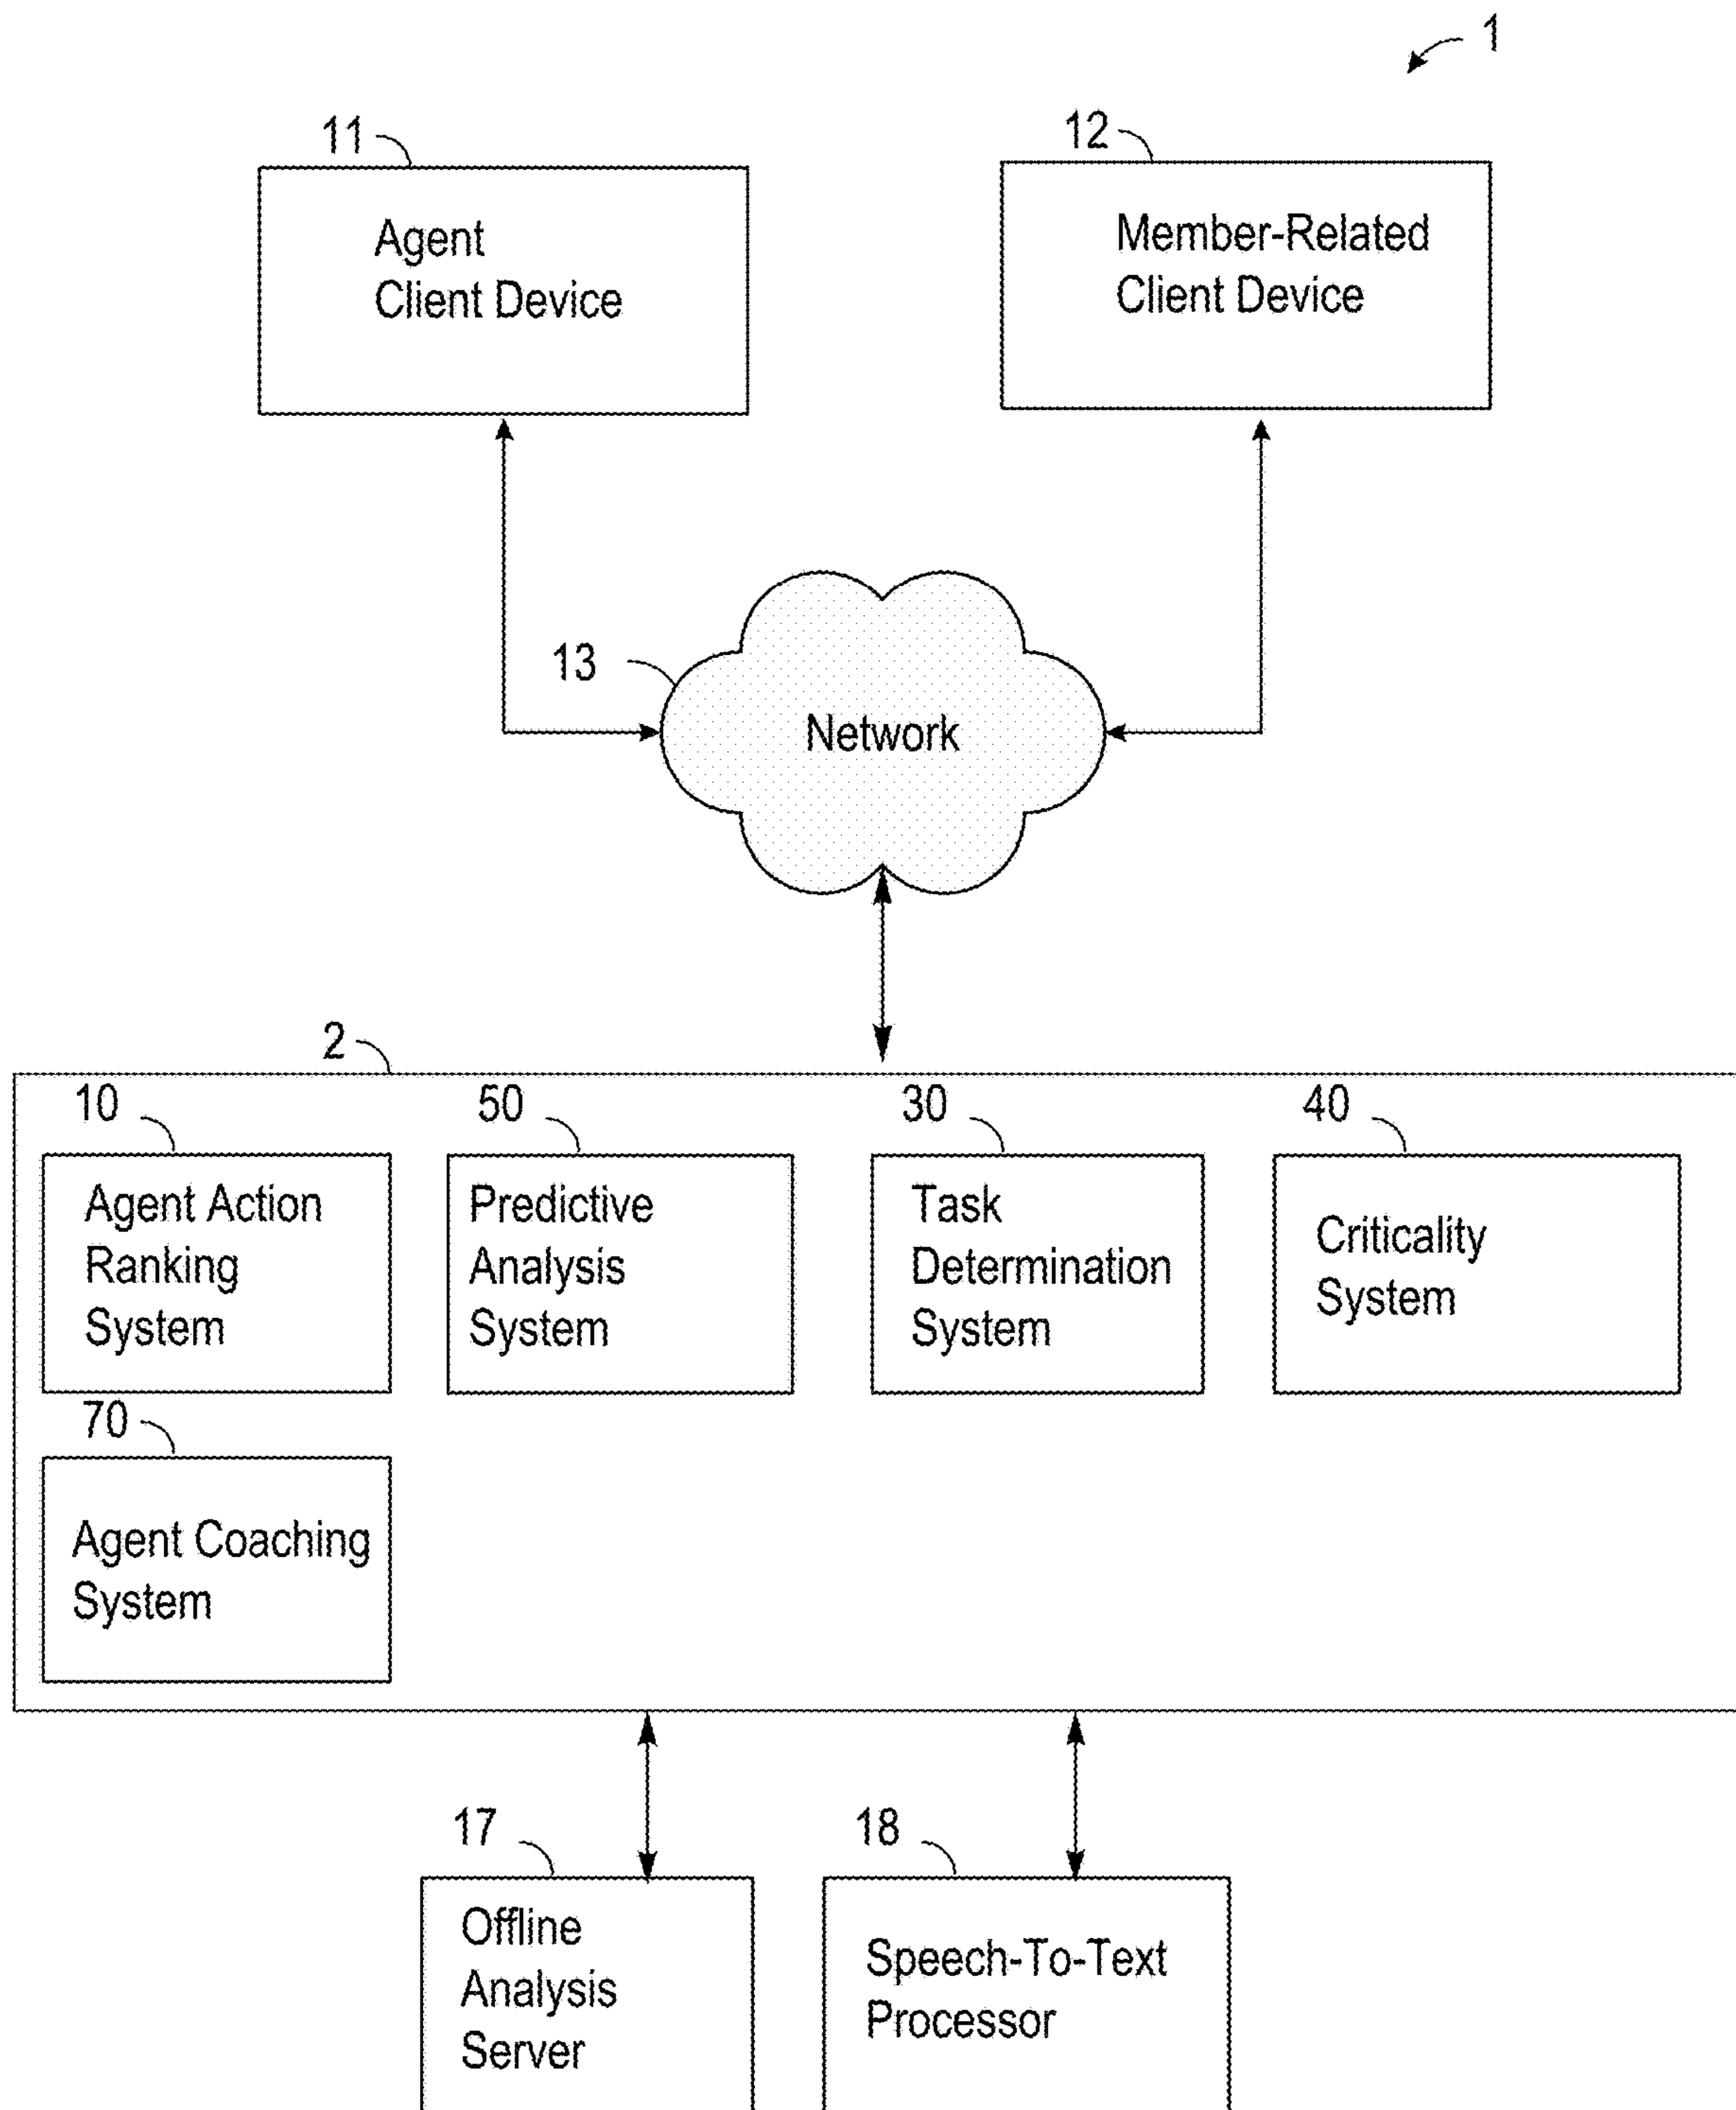 1
11
Agent
Client Device
12
Member-Related
Client Device
13
Network
2
10
Agent Action
Ranking
System
50
Predictive
Analysis
System
30
Task
Determination
System
40
Criticality
System
70
Agent Coaching
System
17
Offline
Analysis
Server
18
Speech-To-Text
Processor